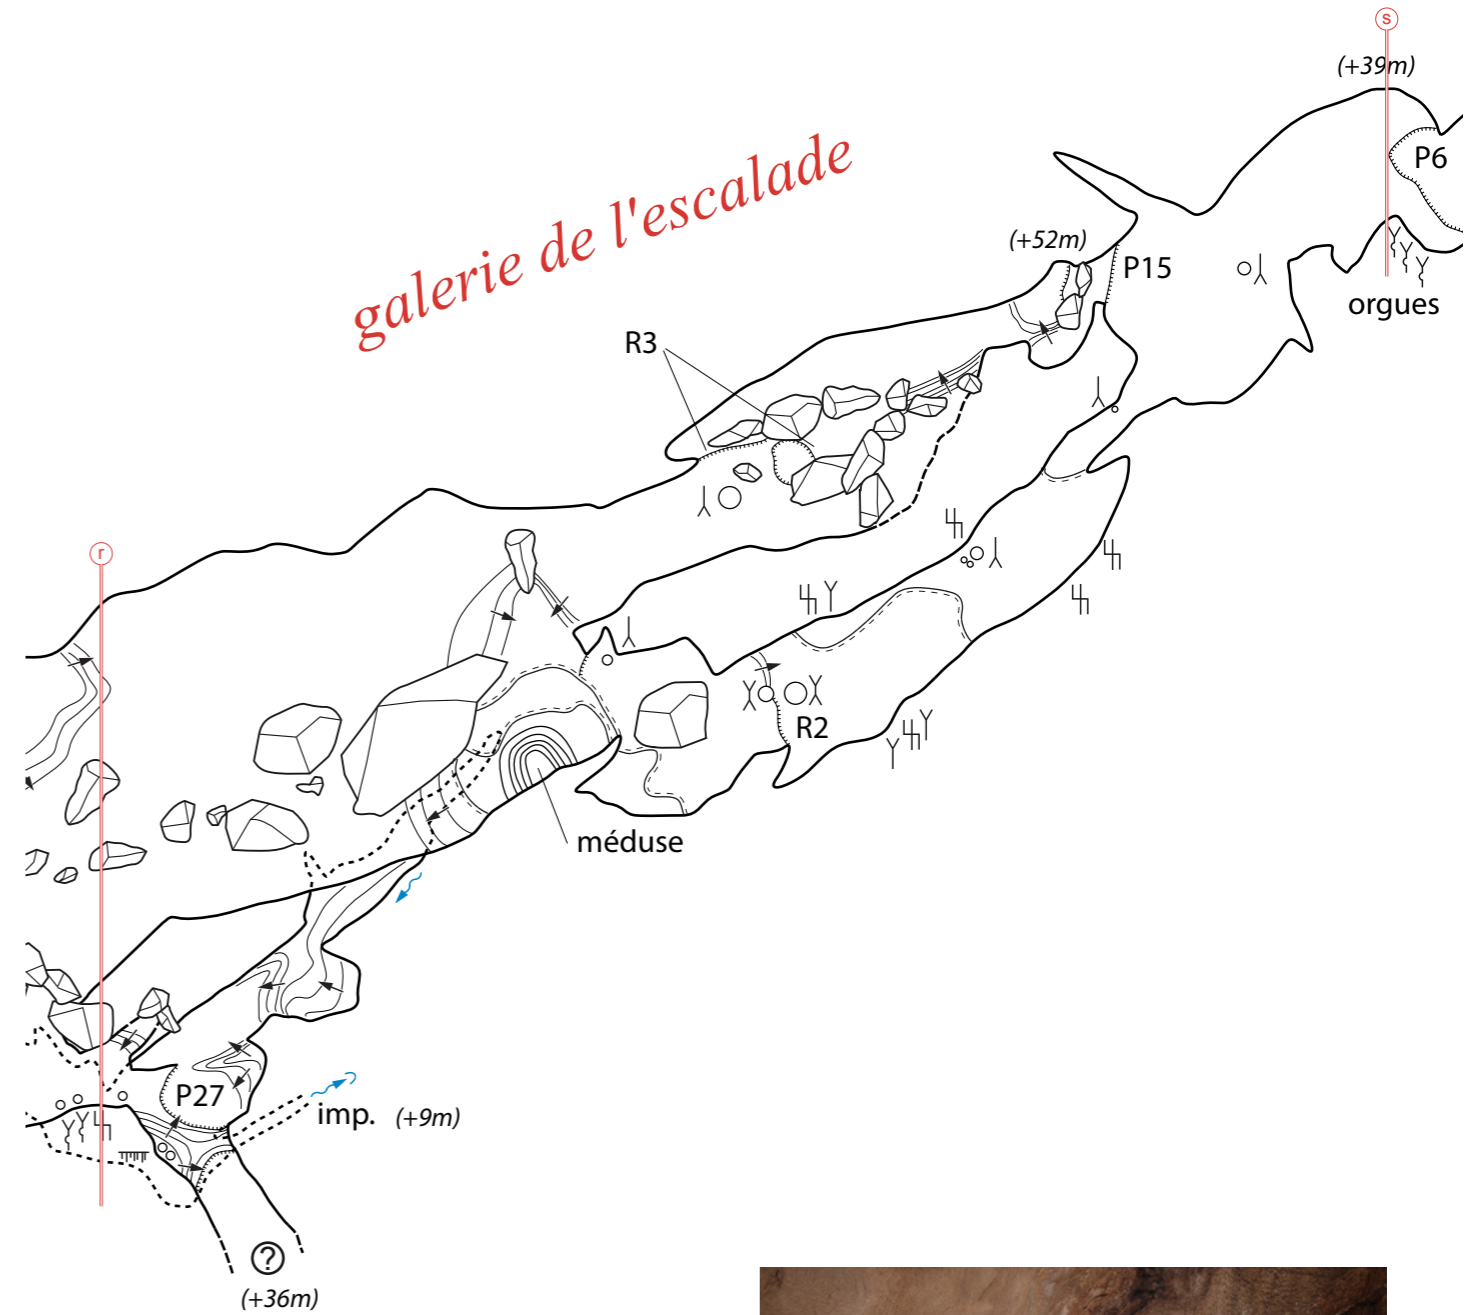 s
(+39m)
P6
galerie de l'escalade
(+52m)
P15
orgues
R3
r
R2
méduse
P27
imp. (+9m)
?
(+36m)